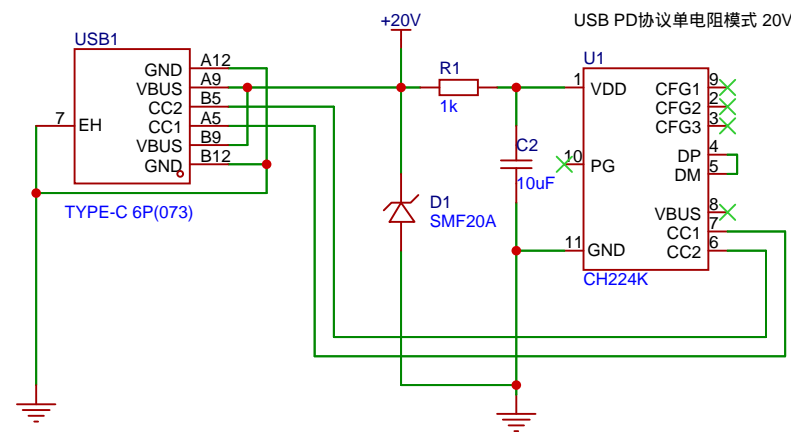 +20V
USB PD协议单电阻模式 20V
USB1
GND A12
VBUS A9
CC2 B5
CC1 A5
VBUS B9
GND B12
7 EH
TYPE-C 6P(073)
R1
1k
C2
10uF
D1
SMF20A
U1
1 VDD
10 PG
11 GND
CFG1 9
CFG2 2
CFG3 3
DP 4
DM 5
VBUS 8
CC1 7
CC2 6
CH224K